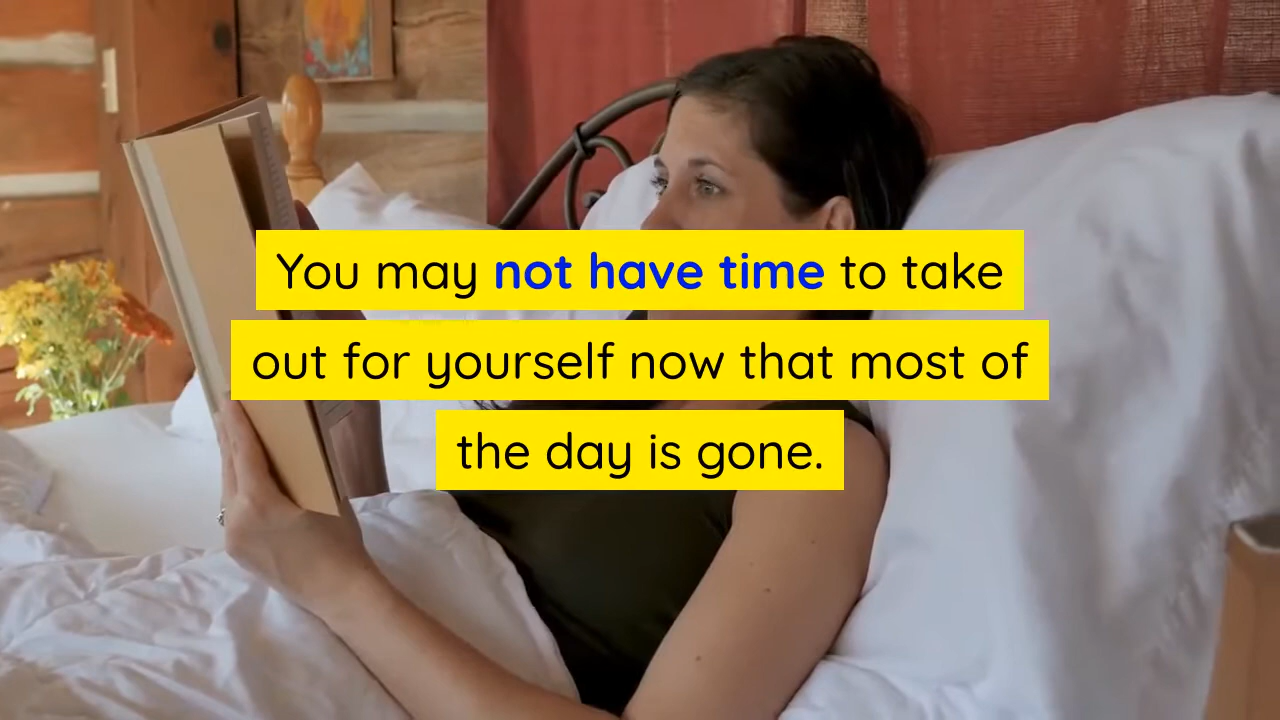 You may not have time to take
out for yourself now that most of
the day is gone.